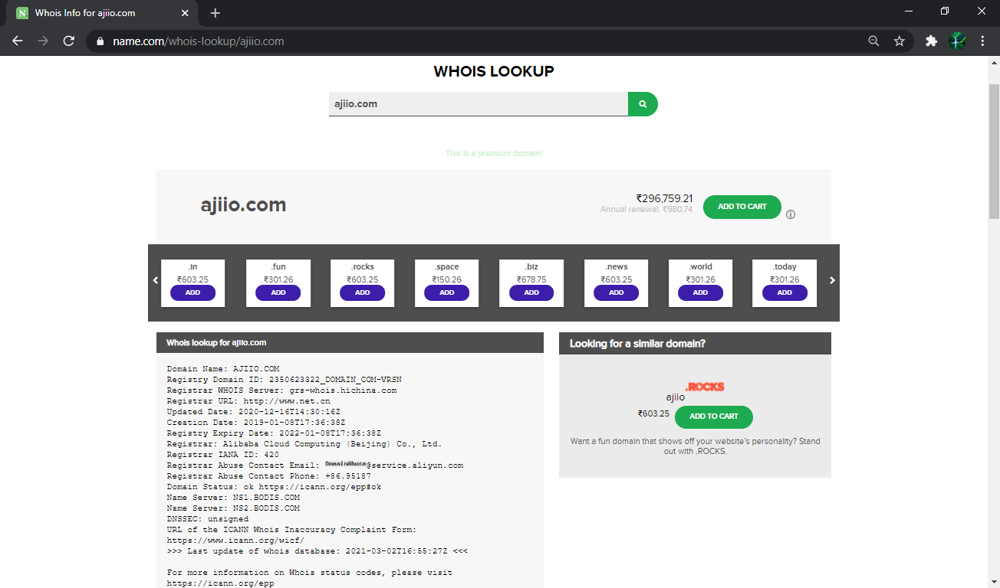 Whois Info for ajiio.com
name.com/whois-lookup/ajiio.com
WHOIS LOOKUP
ajiio.com
This is a premium domain!
ajiio.com
₹296,759.21
Annual renewal: ₹980.74
ADD TO CART
.in .fun .rocks .space .biz .news .world .today
₹603.25 ₹301.26 ₹603.25 ₹150.26 ₹678.75 ₹603.25 ₹301.26 ₹301.26
ADD ADD ADD ADD ADD ADD ADD ADD
Whois lookup for ajiio.com
Domain Name: AJIIO.COM
Registry Domain ID: 2350623322_DOMAIN_COM-VRSN
Registrar WHOIS Server: grs-whois.hichina.com
Registrar URL: http://www.net.cn
Updated Date: 2020-12-16T14:30:16Z
Creation Date: 2019-01-08T17:36:38Z
Registry Expiry Date: 2022-01-08T17:36:38Z
Registrar: Alibaba Cloud Computing (Beijing) Co., Ltd.
Registrar IANA ID: 420
Registrar Abuse Contact Email: DomainAbuse@service.aliyun.com
Registrar Abuse Contact Phone: +86.95187
Domain Status: ok https://icann.org/epp#ok
Name Server: NS1.BODIS.COM
Name Server: NS2.BODIS.COM
DNSSEC: unsigned
URL of the ICANN Whois Inaccuracy Complaint Form:
https://www.icann.org/wicf/
>>> Last update of whois database: 2021-03-02T16:55:27Z <<<
For more information on Whois status codes, please visit
https://icann.org/epp
Looking for a similar domain?
.ROCKS
ajiio
₹603.25
ADD TO CART
Want a fun domain that shows off your website's personality? Stand
out with .ROCKS.